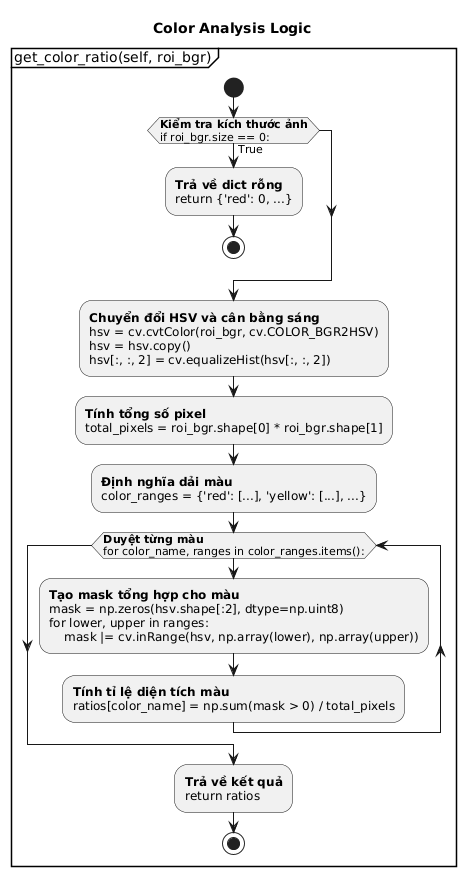 Color Analysis Logic
get_color_ratio(self, roi_bgr)
Kiểm tra kích thước ảnh
if roi_bgr.size == 0:
True
Trả về dict rỗng
return {'red': 0, ...}
Chuyển đổi HSV và cân bằng sáng
hsv = cv.cvtColor(roi_bgr, cv.COLOR_BGR2HSV)
hsv = hsv.copy()
hsv[:, :, 2] = cv.equalizeHist(hsv[:, :, 2])
Tính tổng số pixel
total_pixels = roi_bgr.shape[0] * roi_bgr.shape[1]
Định nghĩa dải màu
color_ranges = {'red': [...], 'yellow': [...], ...}
Duyệt từng màu
for color_name, ranges in color_ranges.items():
Tạo mask tổng hợp cho màu
mask = np.zeros(hsv.shape[:2], dtype=np.uint8)
for lower, upper in ranges:
    mask |= cv.inRange(hsv, np.array(lower), np.array(upper))
Tính tỉ lệ diện tích màu
ratios[color_name] = np.sum(mask > 0) / total_pixels
Trả về kết quả
return ratios